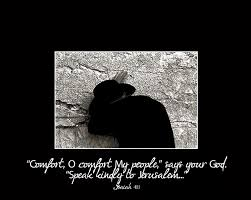 "Comfort, O comfort My people," says your God.
"Speak kindly to Jerusalem..."
Isaiah 40:1